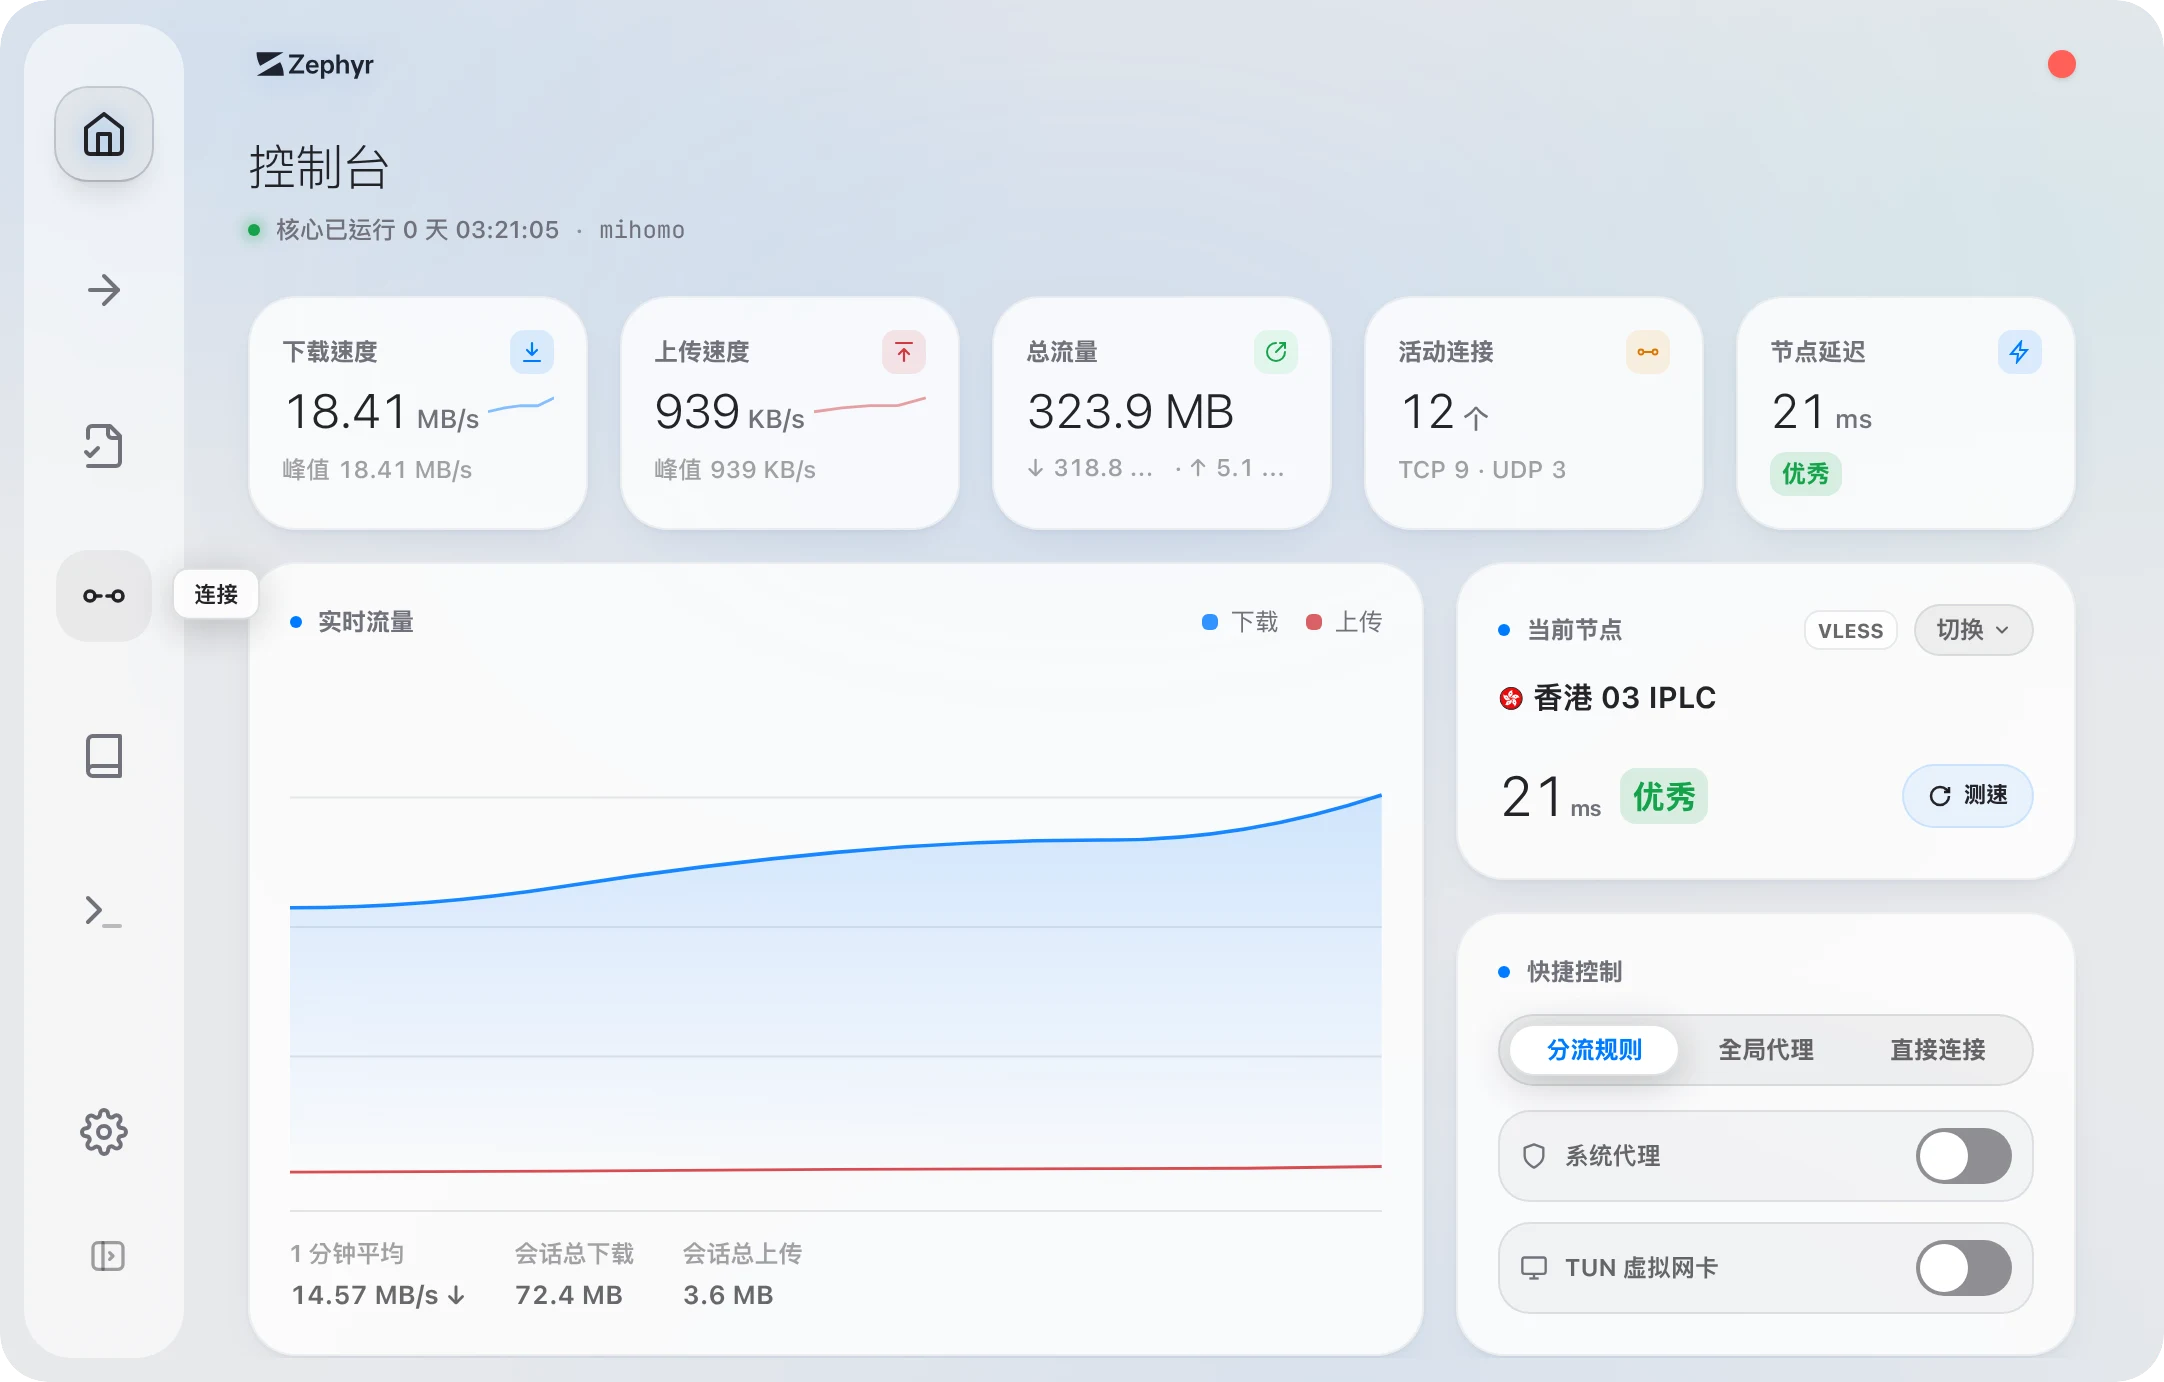 Zephyr
控制台
核心已运行 0 天 03:21:05 · mihomo
下载速度
18.41 MB/s
峰值 18.41 MB/s
上传速度
939 KB/s
峰值 939 KB/s
总流量
323.9 MB
↓ 318.8 ... · ↑ 5.1 ...
活动连接
12 个
TCP 9 · UDP 3
节点延迟
21 ms
优秀
连接
实时流量
下载 上传
1 分钟平均
14.57 MB/s ↓
会话总下载
72.4 MB
会话总上传
3.6 MB
当前节点
VLESS
切换
香港 03 IPLC
21 ms 优秀
测速
快捷控制
分流规则 全局代理 直接连接
系统代理
TUN 虚拟网卡